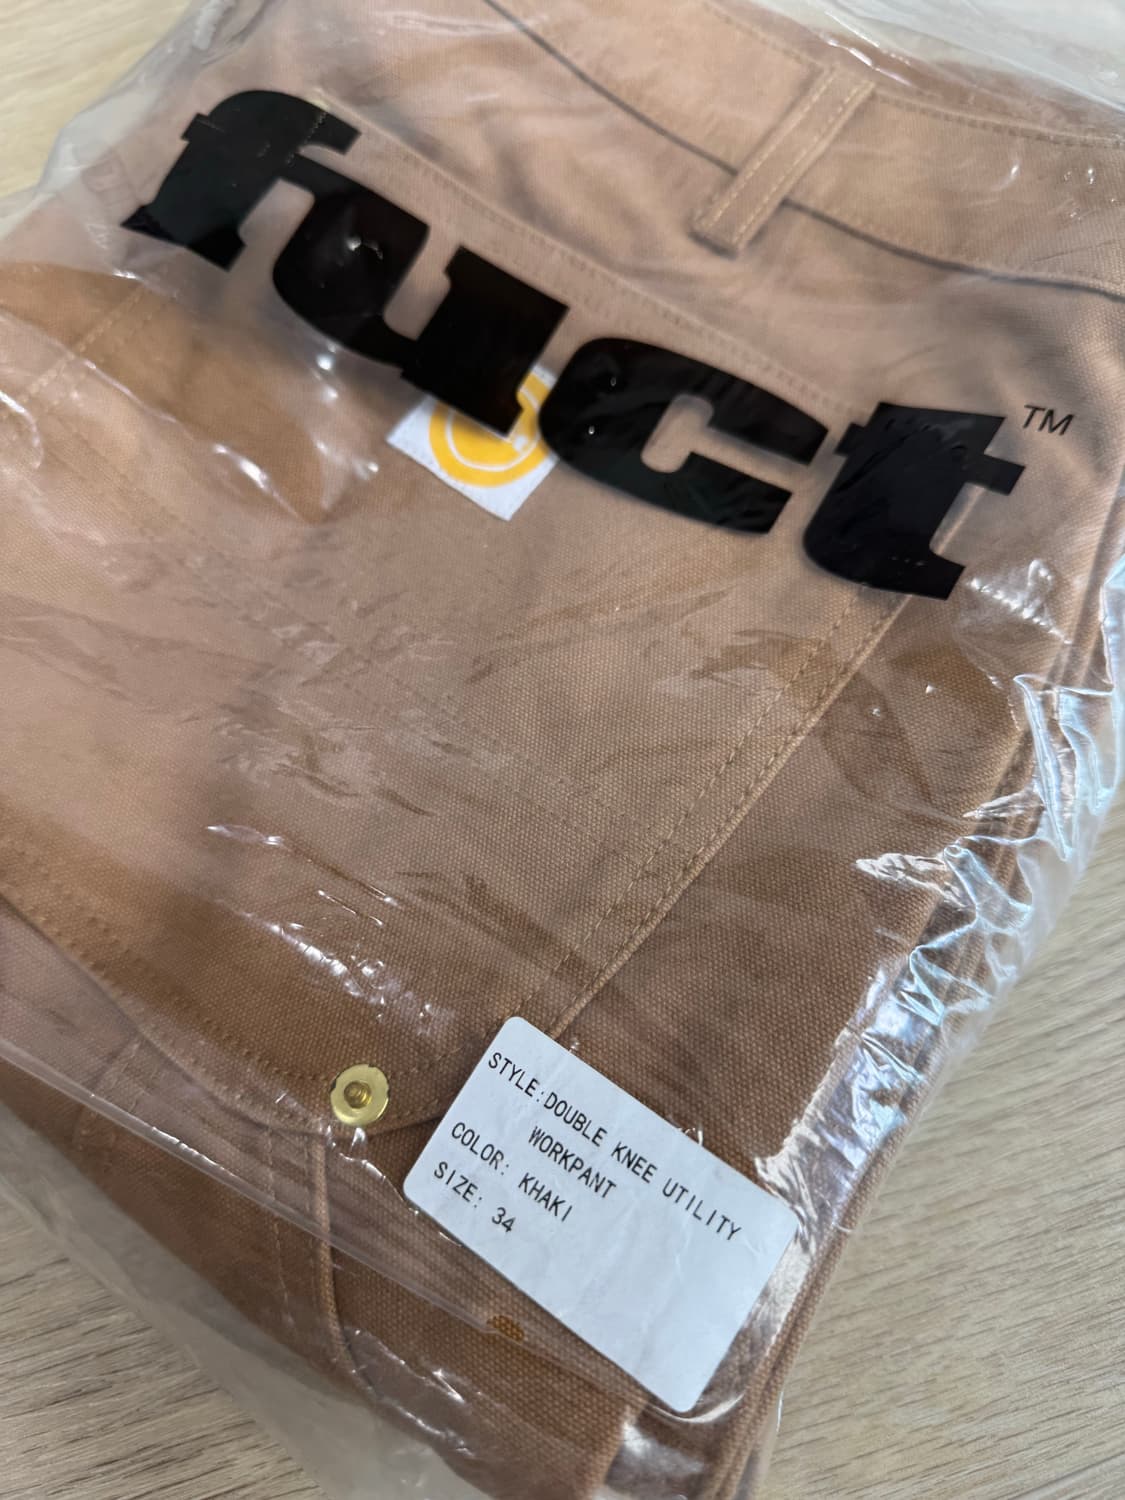 fuct™
STYLE:DOUBLE KNEE UTILITY
WORKPANT
COLOR: KHAKI
SIZE: 34